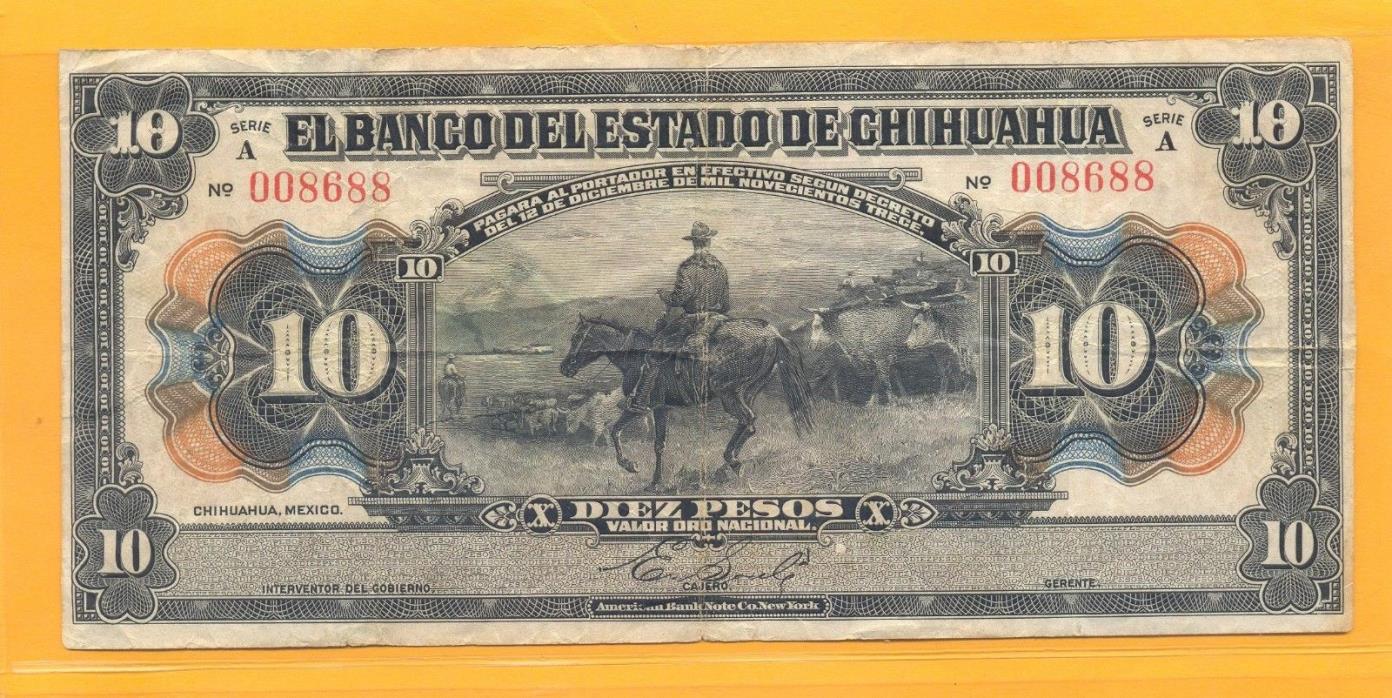 10
SERIE
A
EL BANCO DEL ESTADO DE CHIHUAHUA
SERIE
A
10
Nº 008688
Nº 008688
PAGARA AL PORTADOR EN EFECTIVO SEGUN DECRETO
DEL 12 DE DICIEMBRE DE MIL NOVECIENTOS TRECE.
10
10
10
10
CHIHUAHUA, MEXICO.
X
DIEZ PESOS
X
VALOR ORO NACIONAL.
10
10
INTERVENTOR DEL GOBIERNO.
CAJERO.
GERENTE.
American Bank Note Co. New York